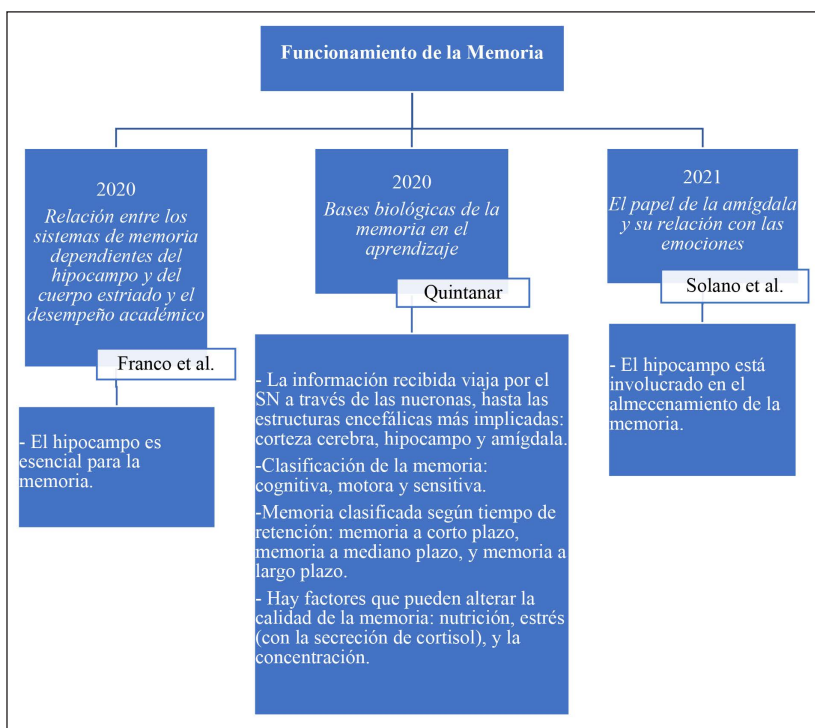 Funcionamiento de la Memoria
2020
Relación entre los
sistemas de memoria
dependientes del
hipocampo y del
cuerpo estriado y el
desempeño académico
Franco et al.
- El hipocampo es
esencial para la
memoria.
2020
Bases biológicas de la
memoria en el
aprendizaje
Quintanar
- La información recibida viaja por el
SN a través de las nueronas, hasta las
estructuras encefálicas más implicadas:
corteza cerebra, hipocampo y amígdala.
-Clasificación de la memoria:
cognitiva, motora y sensitiva.
-Memoria clasificada según tiempo de
retención: memoria a corto plazo,
memoria a mediano plazo, y memoria a
largo plazo.
- Hay factores que pueden alterar la
calidad de la memoria: nutrición, estrés
(con la secreción de cortisol), y la
concentración.
2021
El papel de la amígdala
y su relación con las
emociones
Solano et al.
- El hipocampo está
involucrado en el
almecenamiento de la
memoria.